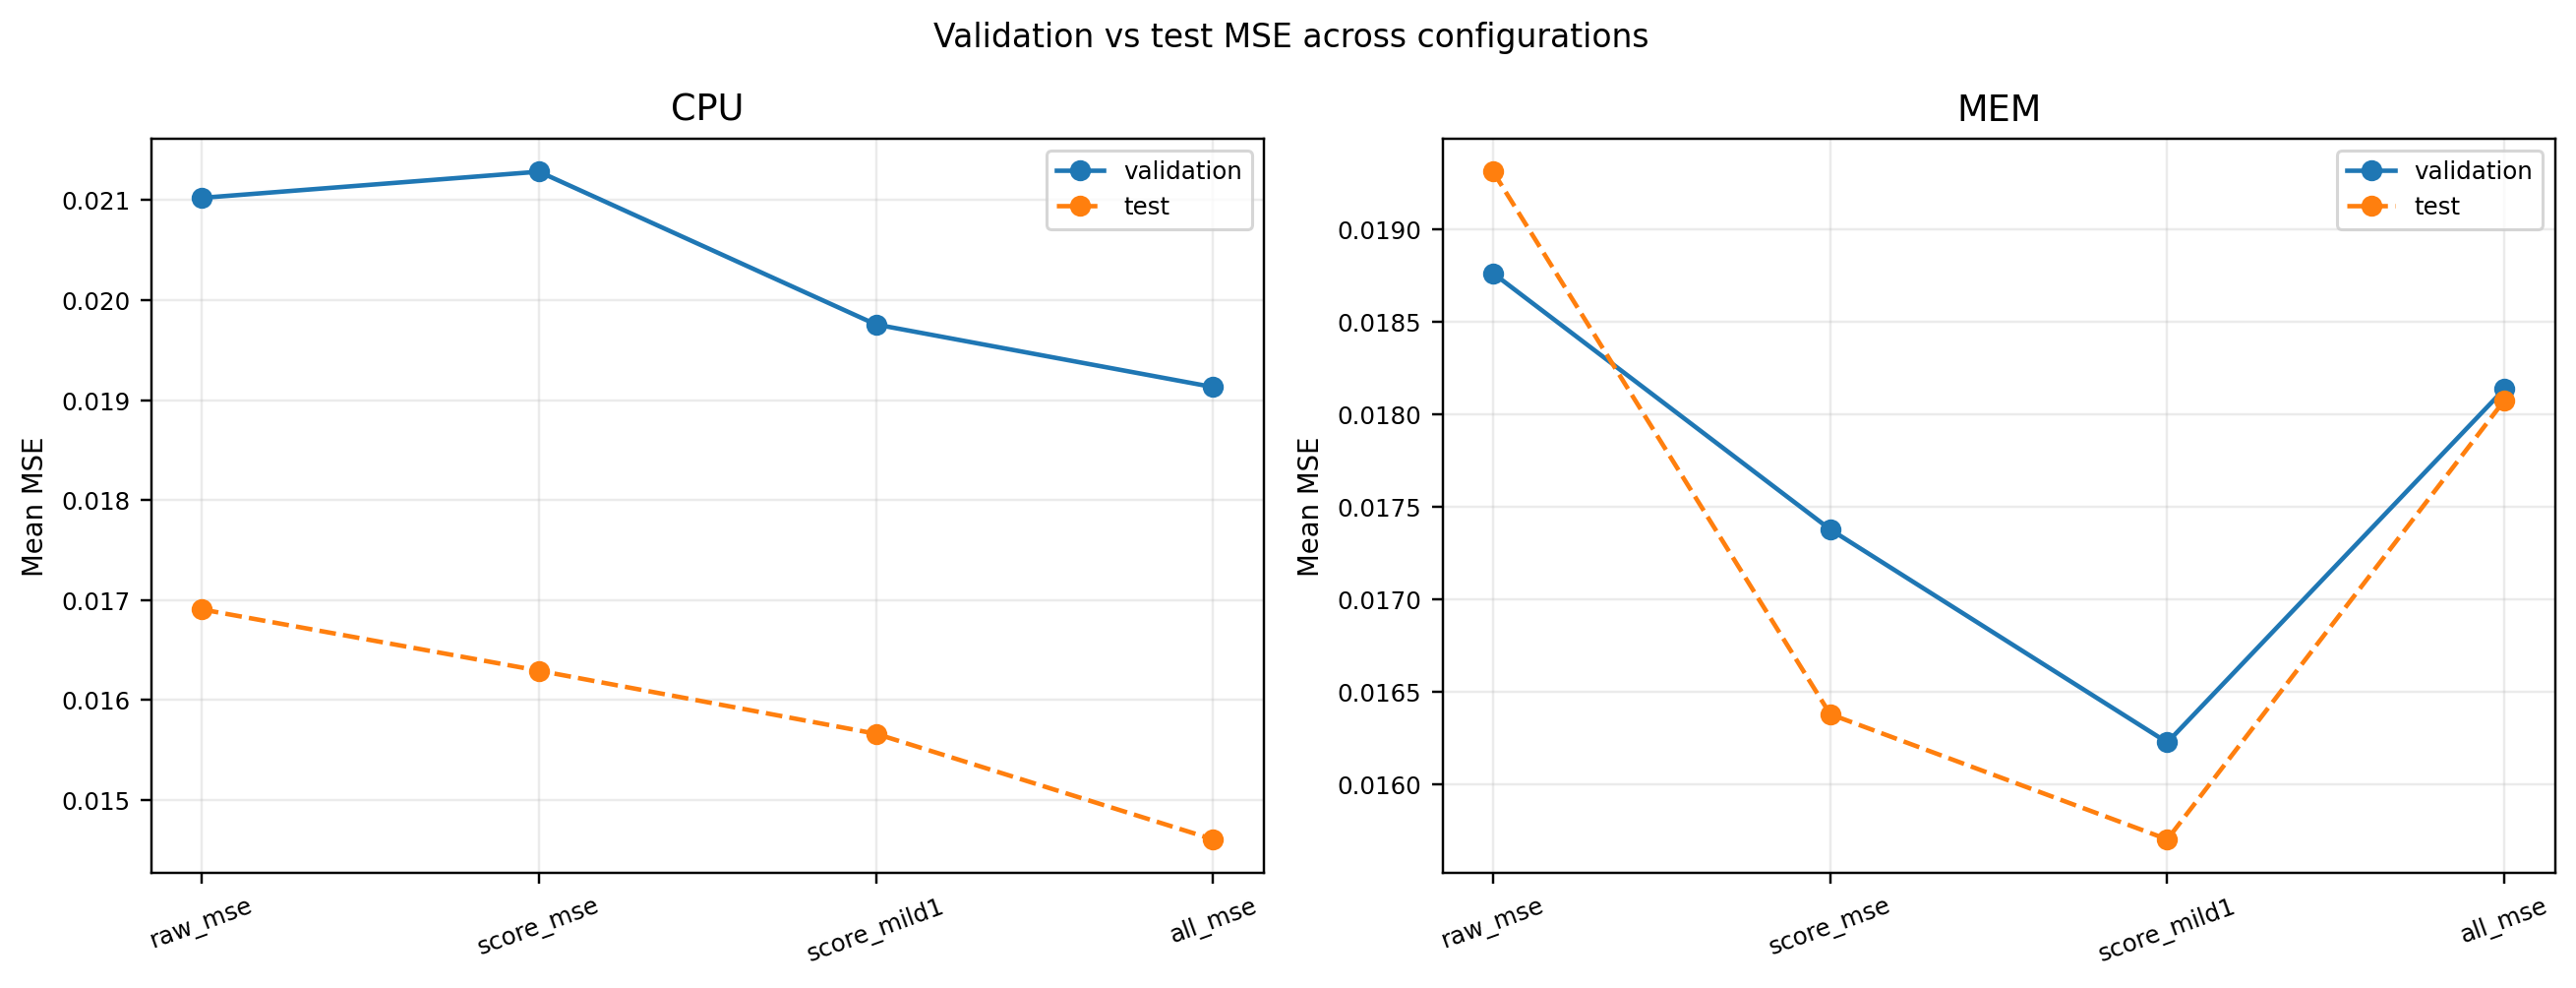 Validation vs test MSE across configurations
CPU
validation
test
Mean MSE
0.021
0.020
0.019
0.018
0.017
0.016
0.015
raw_mse
score_mse
score_mild1
all_mse
MEM
validation
test
Mean MSE
0.0190
0.0185
0.0180
0.0175
0.0170
0.0165
0.0160
raw_mse
score_mse
score_mild1
all_mse